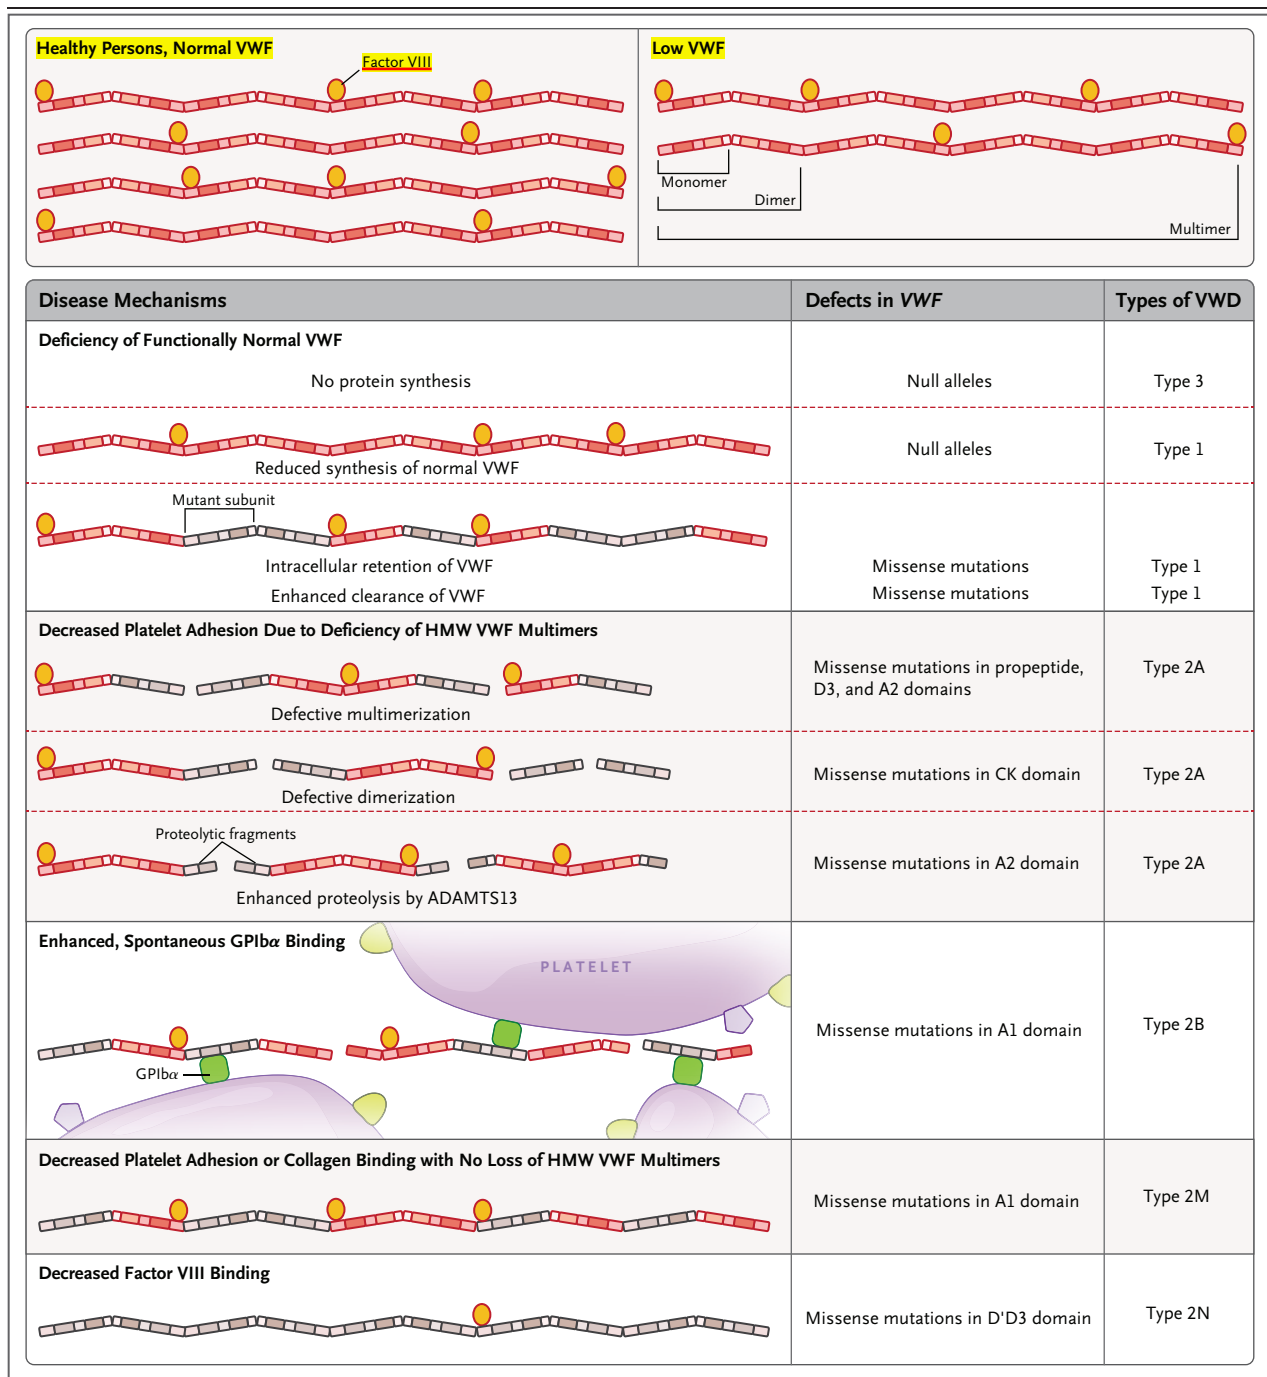 Healthy Persons, Normal VWF
Factor VIII
Low VWF
Monomer
Dimer
Multimer
Disease Mechanisms
Defects in VWF
Types of VWD
Deficiency of Functionally Normal VWF
No protein synthesis
Null alleles
Type 3
Reduced synthesis of normal VWF
Null alleles
Type 1
Mutant subunit
Intracellular retention of VWF
Missense mutations
Type 1
Enhanced clearance of VWF
Missense mutations
Type 1
Decreased Platelet Adhesion Due to Deficiency of HMW VWF Multimers
Defective multimerization
Missense mutations in propeptide,
D3, and A2 domains
Type 2A
Defective dimerization
Missense mutations in CK domain
Type 2A
Proteolytic fragments
Enhanced proteolysis by ADAMTS13
Missense mutations in A2 domain
Type 2A
Enhanced, Spontaneous GPIbα Binding
PLATELET
GPIbα
Missense mutations in A1 domain
Type 2B
Decreased Platelet Adhesion or Collagen Binding with No Loss of HMW VWF Multimers
Missense mutations in A1 domain
Type 2M
Decreased Factor VIII Binding
Missense mutations in D'D3 domain
Type 2N